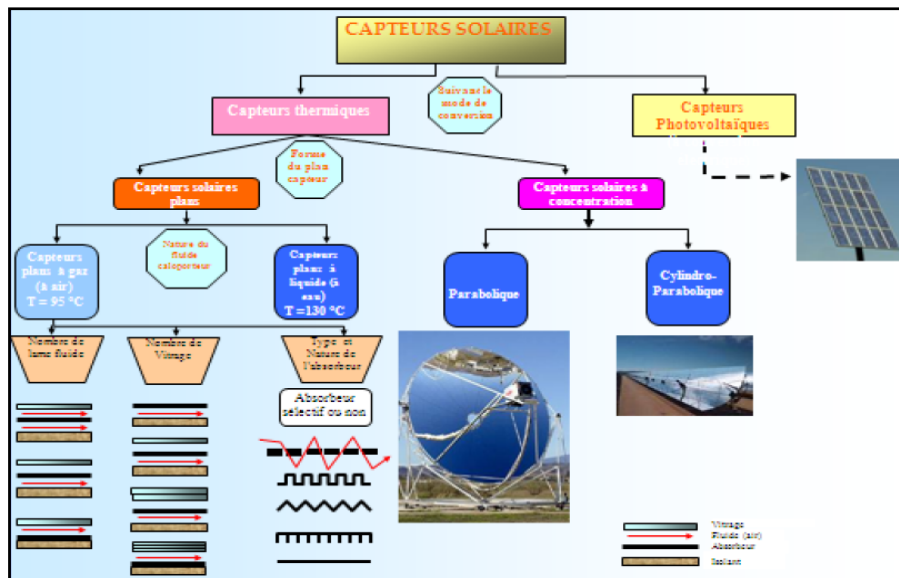 CAPTEURS SOLAIRES
Suivant le
mode de
conversion
Capteurs thermiques
Capteurs
Photovoltaïques
Forme
du plan
capteur
Capteurs solaires
plans
Capteurs solaires à
concentration
Nature du
fluide
caloporteur
Capteurs
plans à gaz
(à air)
T = 95 °C
Capteurs
plans à
liquide (à
eau)
T =130 °C
Parabolique
Cylindro-
Parabolique
Nombre de
lame fluide
Nombre de
Vitrage
Type et
Nature de
l'absorbeur
Absorbeur
sélectif ou non
Vitrage
Fluide (air)
Absorbeur
Isolant